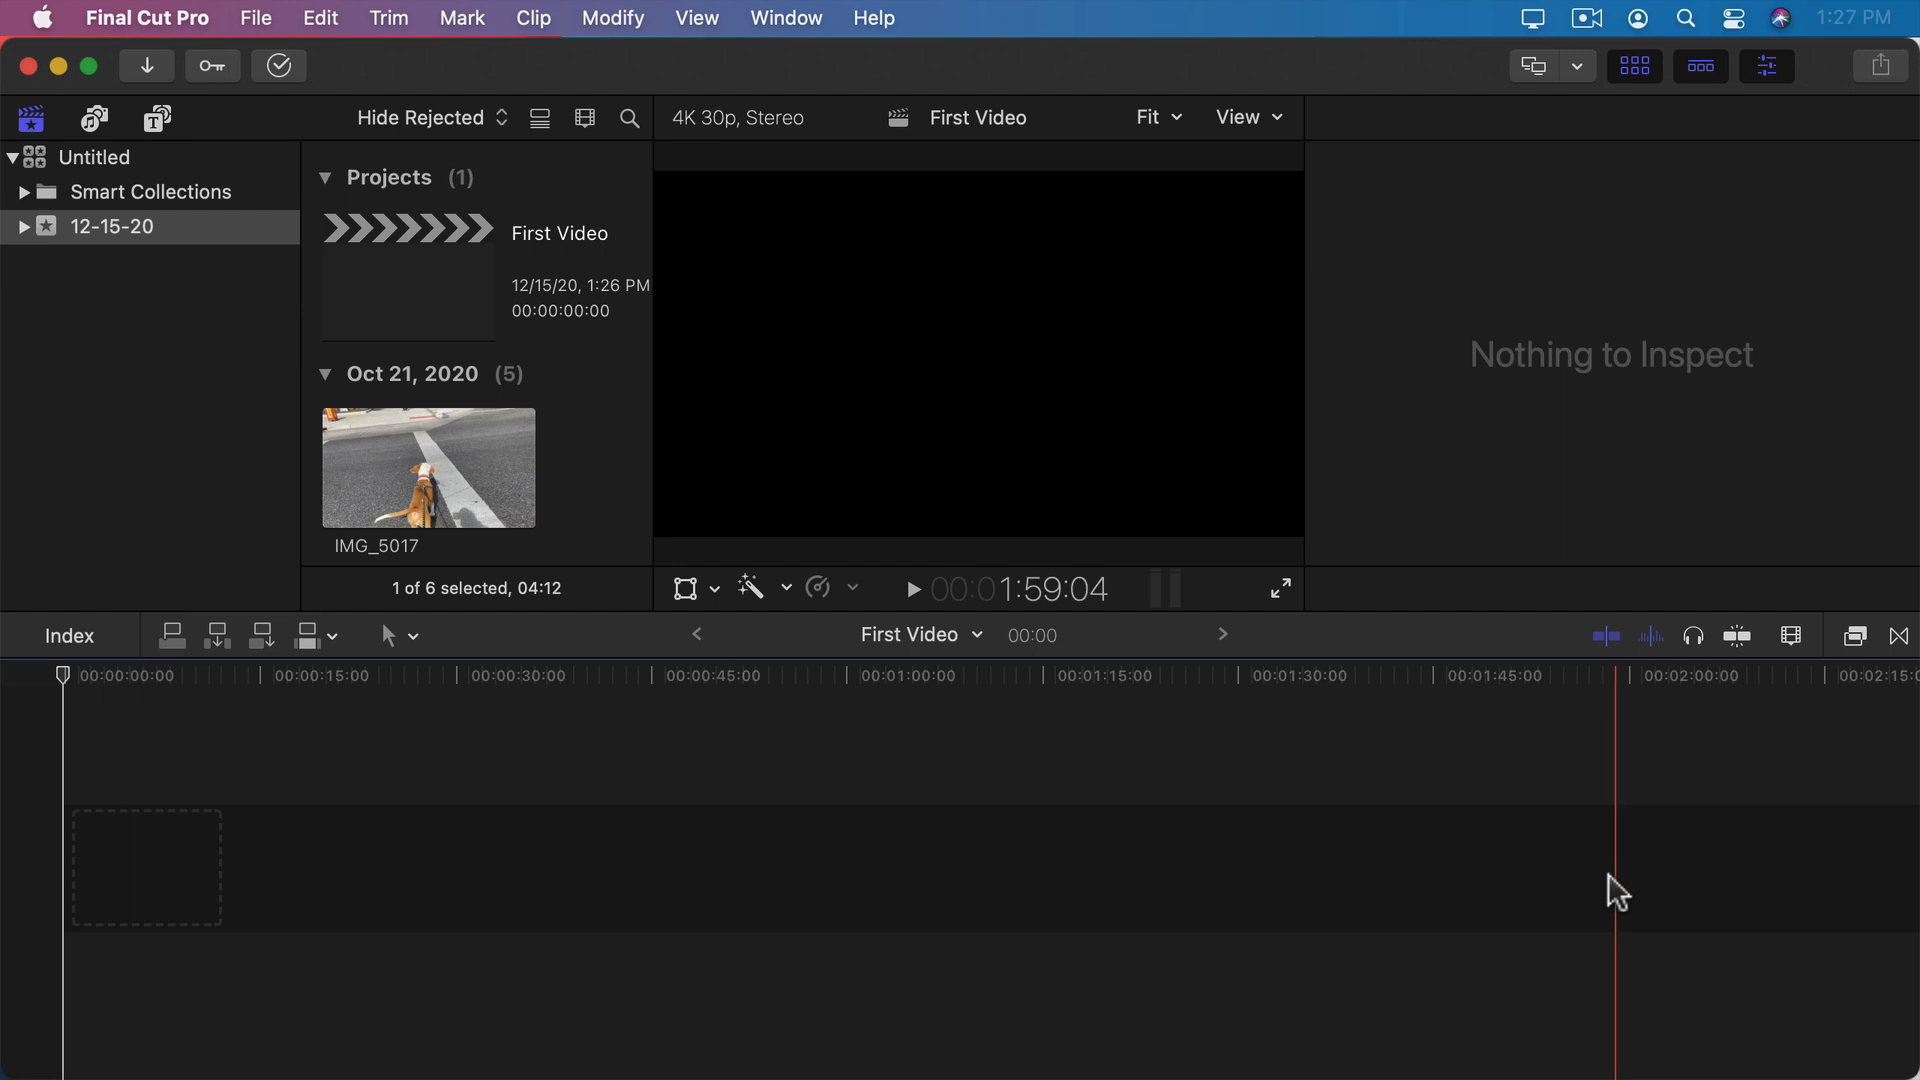 Final Cut Pro File Edit Trim Mark Clip Modify View Window Help 1:27 PM
Hide Rejected 4K 30p, Stereo First Video Fit View
Untitled
Smart Collections
12-15-20
Projects (1)
First Video
12/15/20, 1:26 PM
00:00:00:00
Oct 21, 2020 (5)
IMG_5017
1 of 6 selected, 04:12
Nothing to Inspect
00:01:59:04
Index First Video 00:00
00:00:00:00 00:00:15:00 00:00:30:00 00:00:45:00 00:01:00:00 00:01:15:00 00:01:30:00 00:01:45:00 00:02:00:00 00:02:15:0